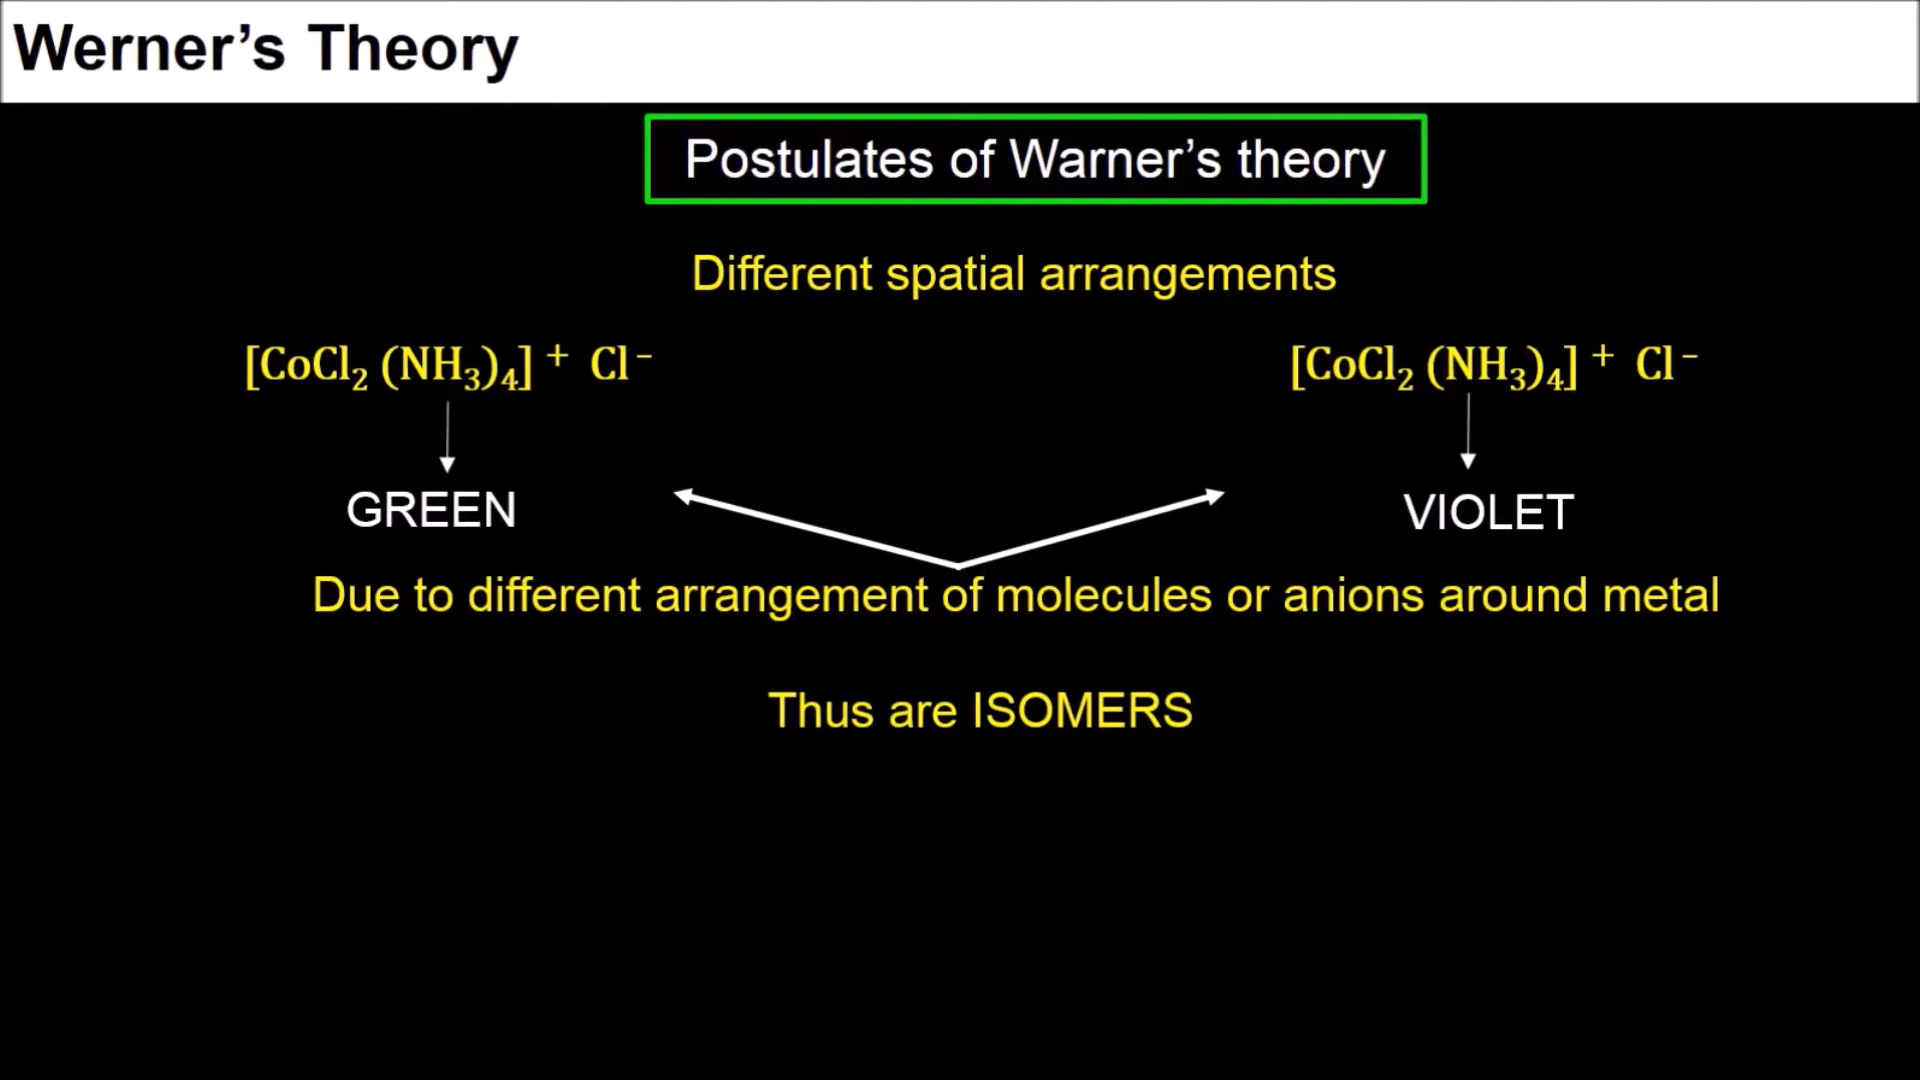 Werner’s Theory
Postulates of Warner’s theory
Different spatial arrangements
[CoCl₂ (NH₃)₄]⁺ Cl⁻ [CoCl₂ (NH₃)₄]⁺ Cl⁻
GREEN VIOLET
Due to different arrangement of molecules or anions around metal
Thus are ISOMERS